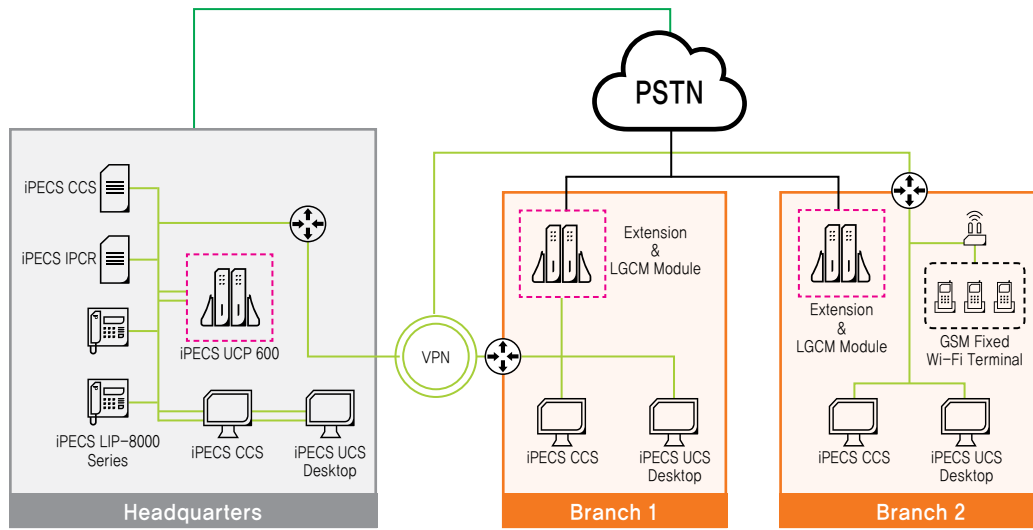 PSTN
iPECS CCS
iPECS IPCR
iPECS UCP 600
iPECS LIP-8000
Series
iPECS CCS
iPECS UCS
Desktop
Headquarters
VPN
Extension
&
LGCM Module
iPECS CCS
iPECS UCS
Desktop
Branch 1
Extension
&
LGCM Module
GSM Fixed
Wi-Fi Terminal
iPECS CCS
iPECS UCS
Desktop
Branch 2